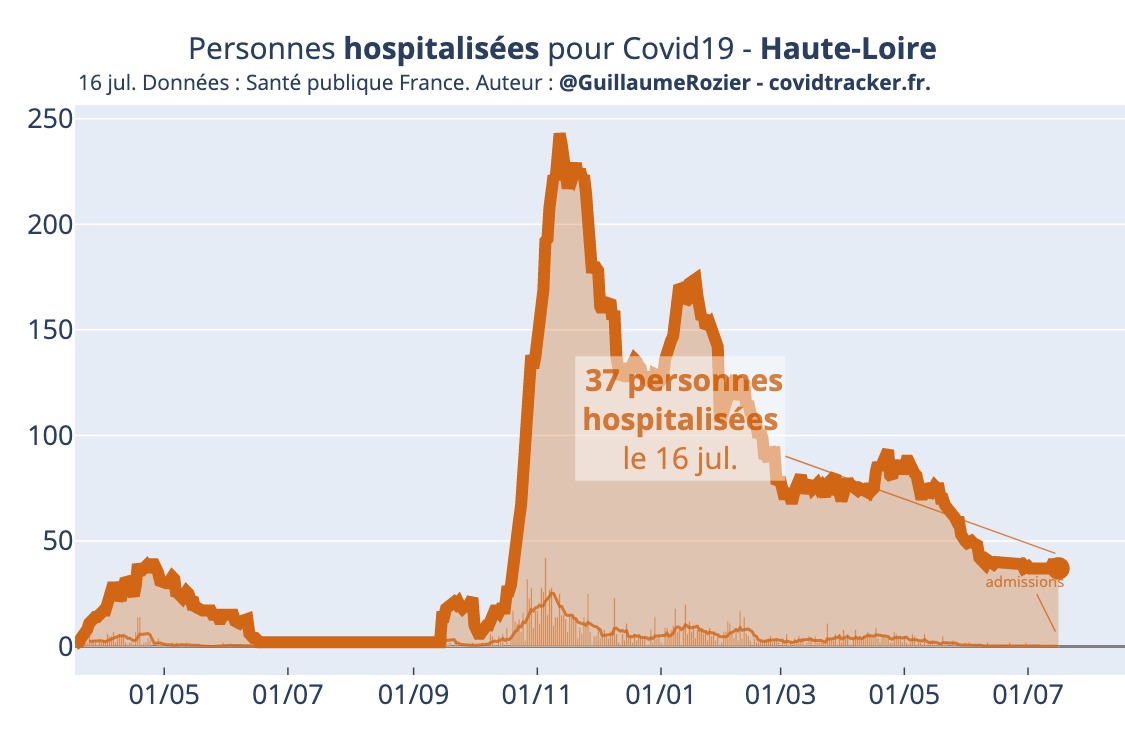 Personnes hospitalisées pour Covid19 - Haute-Loire
16 jul. Données : Santé publique France. Auteur : @GuillaumeRozier - covidtracker.fr.
250
200
150
100
50
0
37 personnes
hospitalisées
le 16 jul.
admissions
01/05 01/07 01/09 01/11 01/01 01/03 01/05 01/07